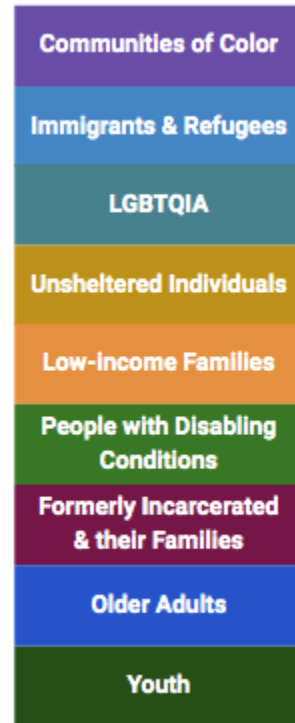 Communities of Color
Immigrants & Refugees
LGBTQIA
Unsheltered Individuals
Low-income Families
People with Disabling
Conditions
Formerly Incarcerated
& their Families
Older Adults
Youth